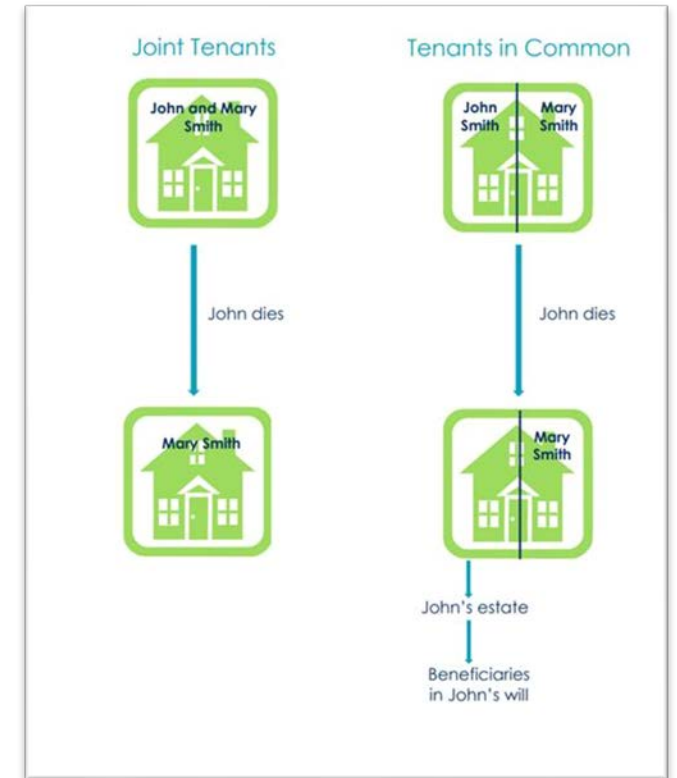 Joint Tenants
John and Mary
Smith
John dies
Mary Smith
Tenants in Common
John
Smith
Mary
Smith
John dies
Mary
Smith
John's estate
Beneficiaries
in John's will